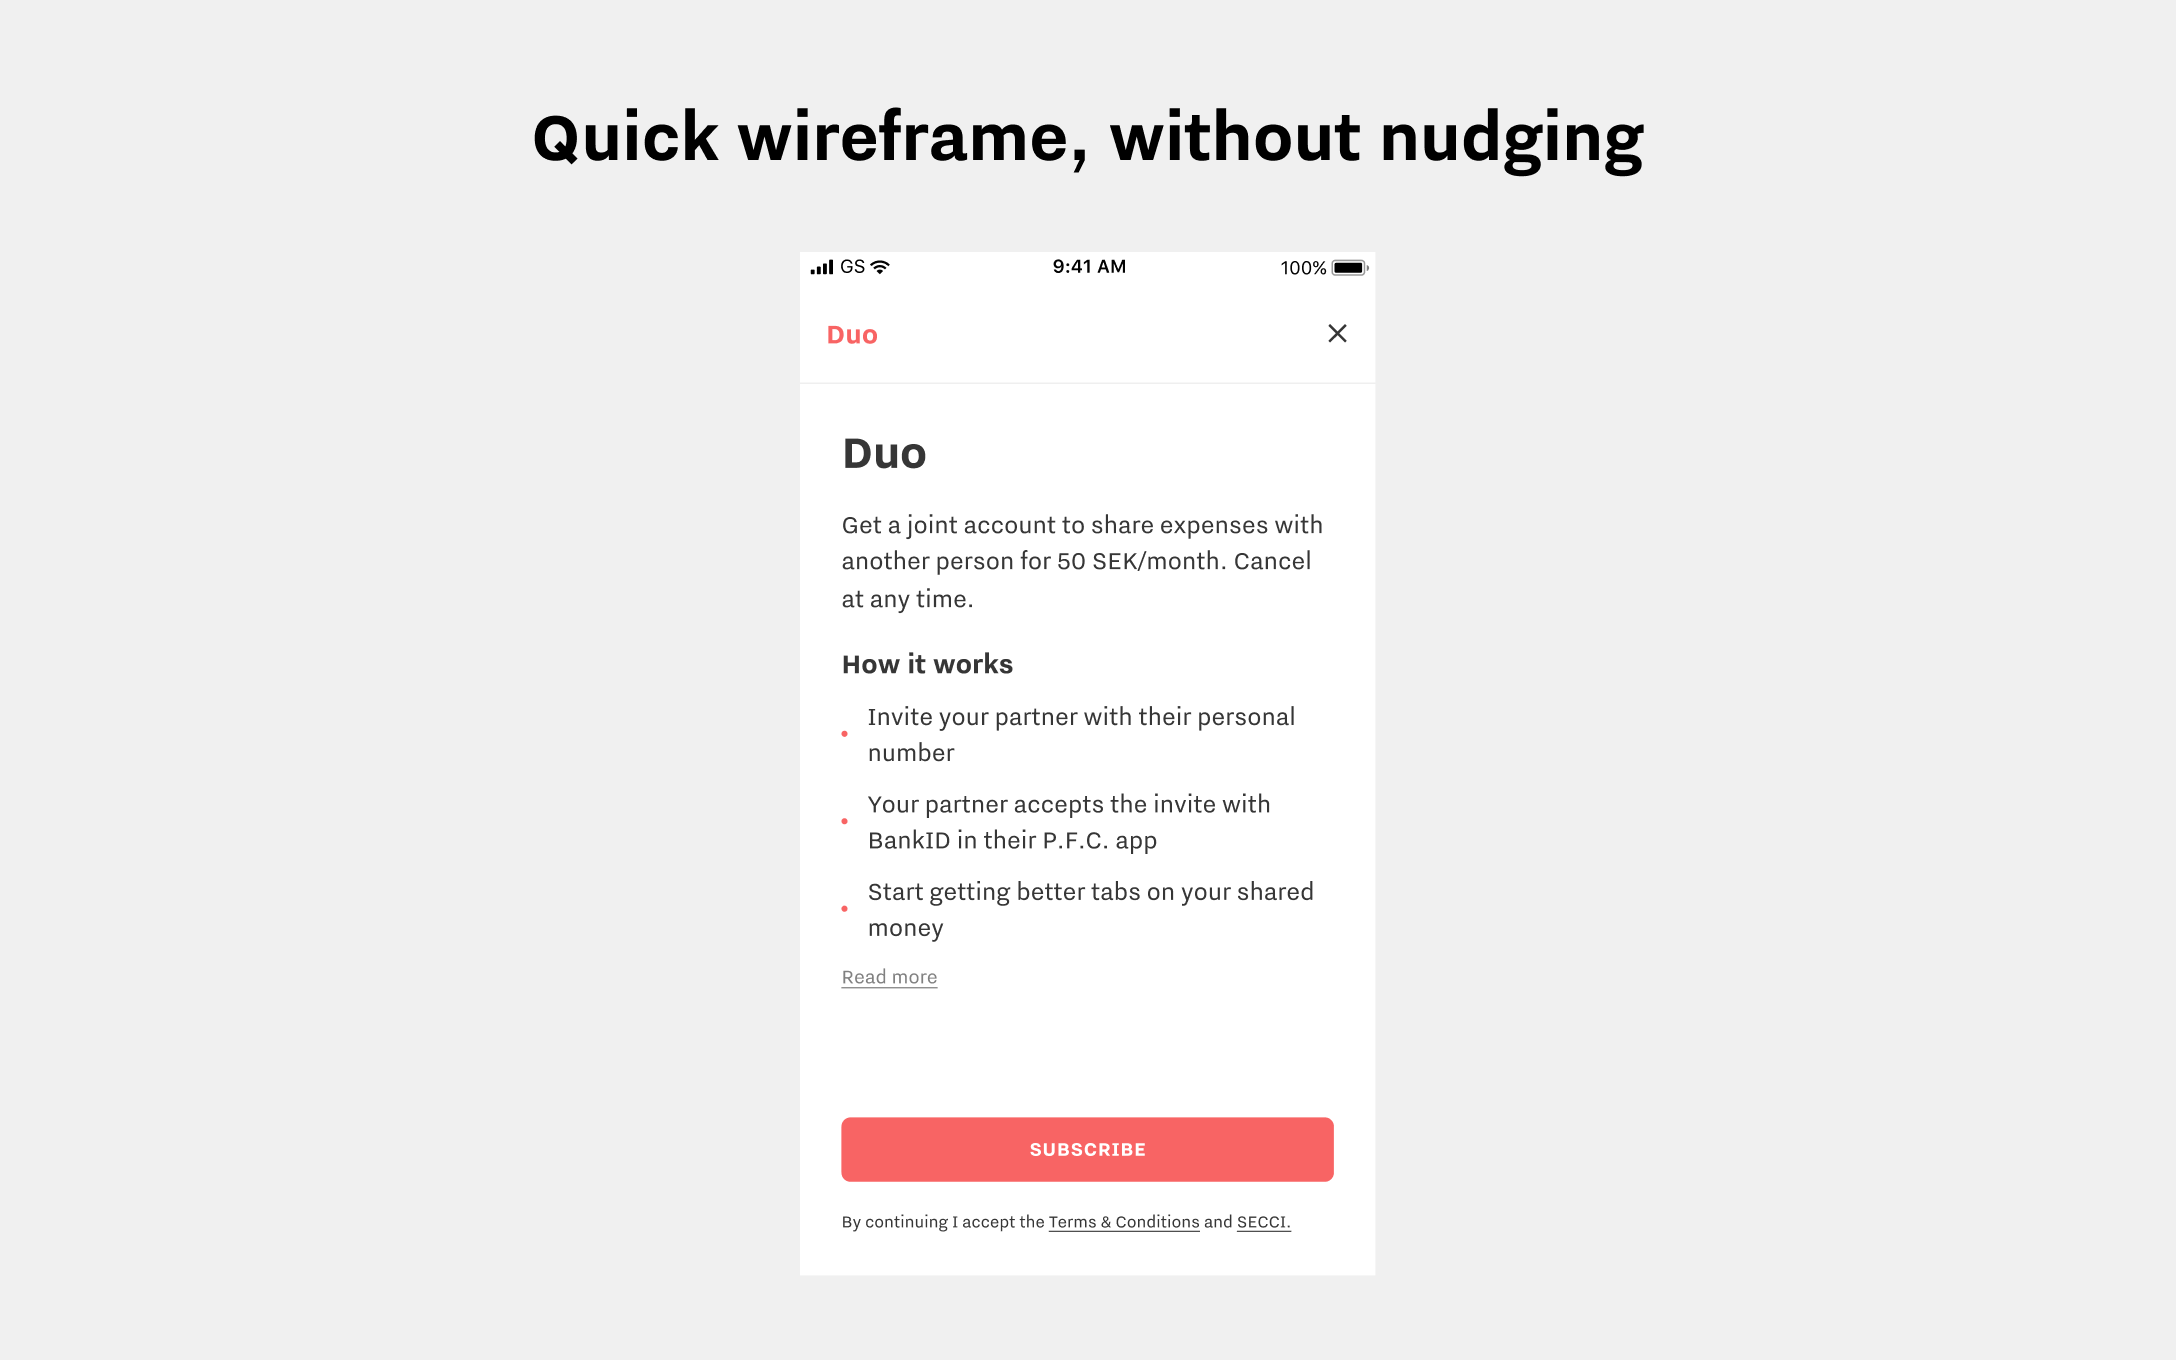 Quick wireframe, without nudging
GS 9:41 AM 100%
Duo
Duo
Get a joint account to share expenses with
another person for 50 SEK/month. Cancel
at any time.
How it works
• Invite your partner with their personal
number
• Your partner accepts the invite with
BankID in their P.F.C. app
• Start getting better tabs on your shared
money
Read more
SUBSCRIBE
By continuing I accept the Terms & Conditions and SECCI.